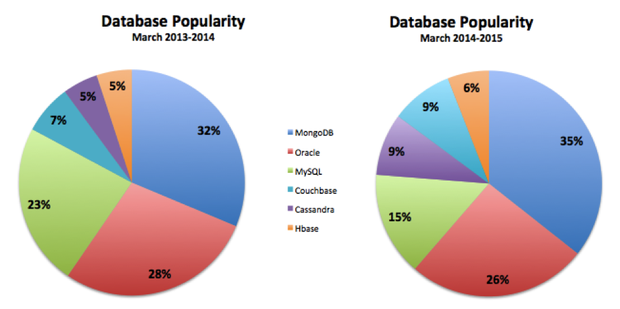 Database Popularity
March 2013-2014
5%
5%
7%
32%
23%
28%
MongoDB
Oracle
MySQL
Couchbase
Cassandra
Hbase
Database Popularity
March 2014-2015
6%
9%
9%
35%
15%
26%